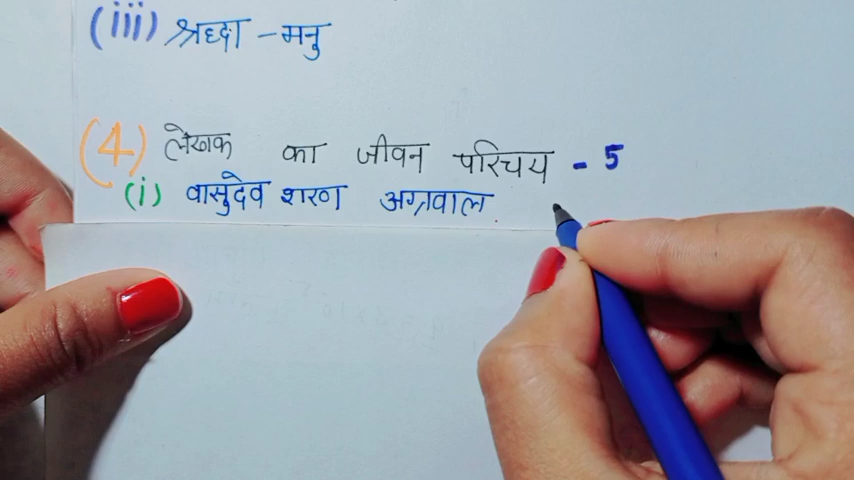 (iii) श्रद्धा - मनु
(4) लेखक का जीवन परिचय - 5
(i) वासुदेव शरण अग्रवाल